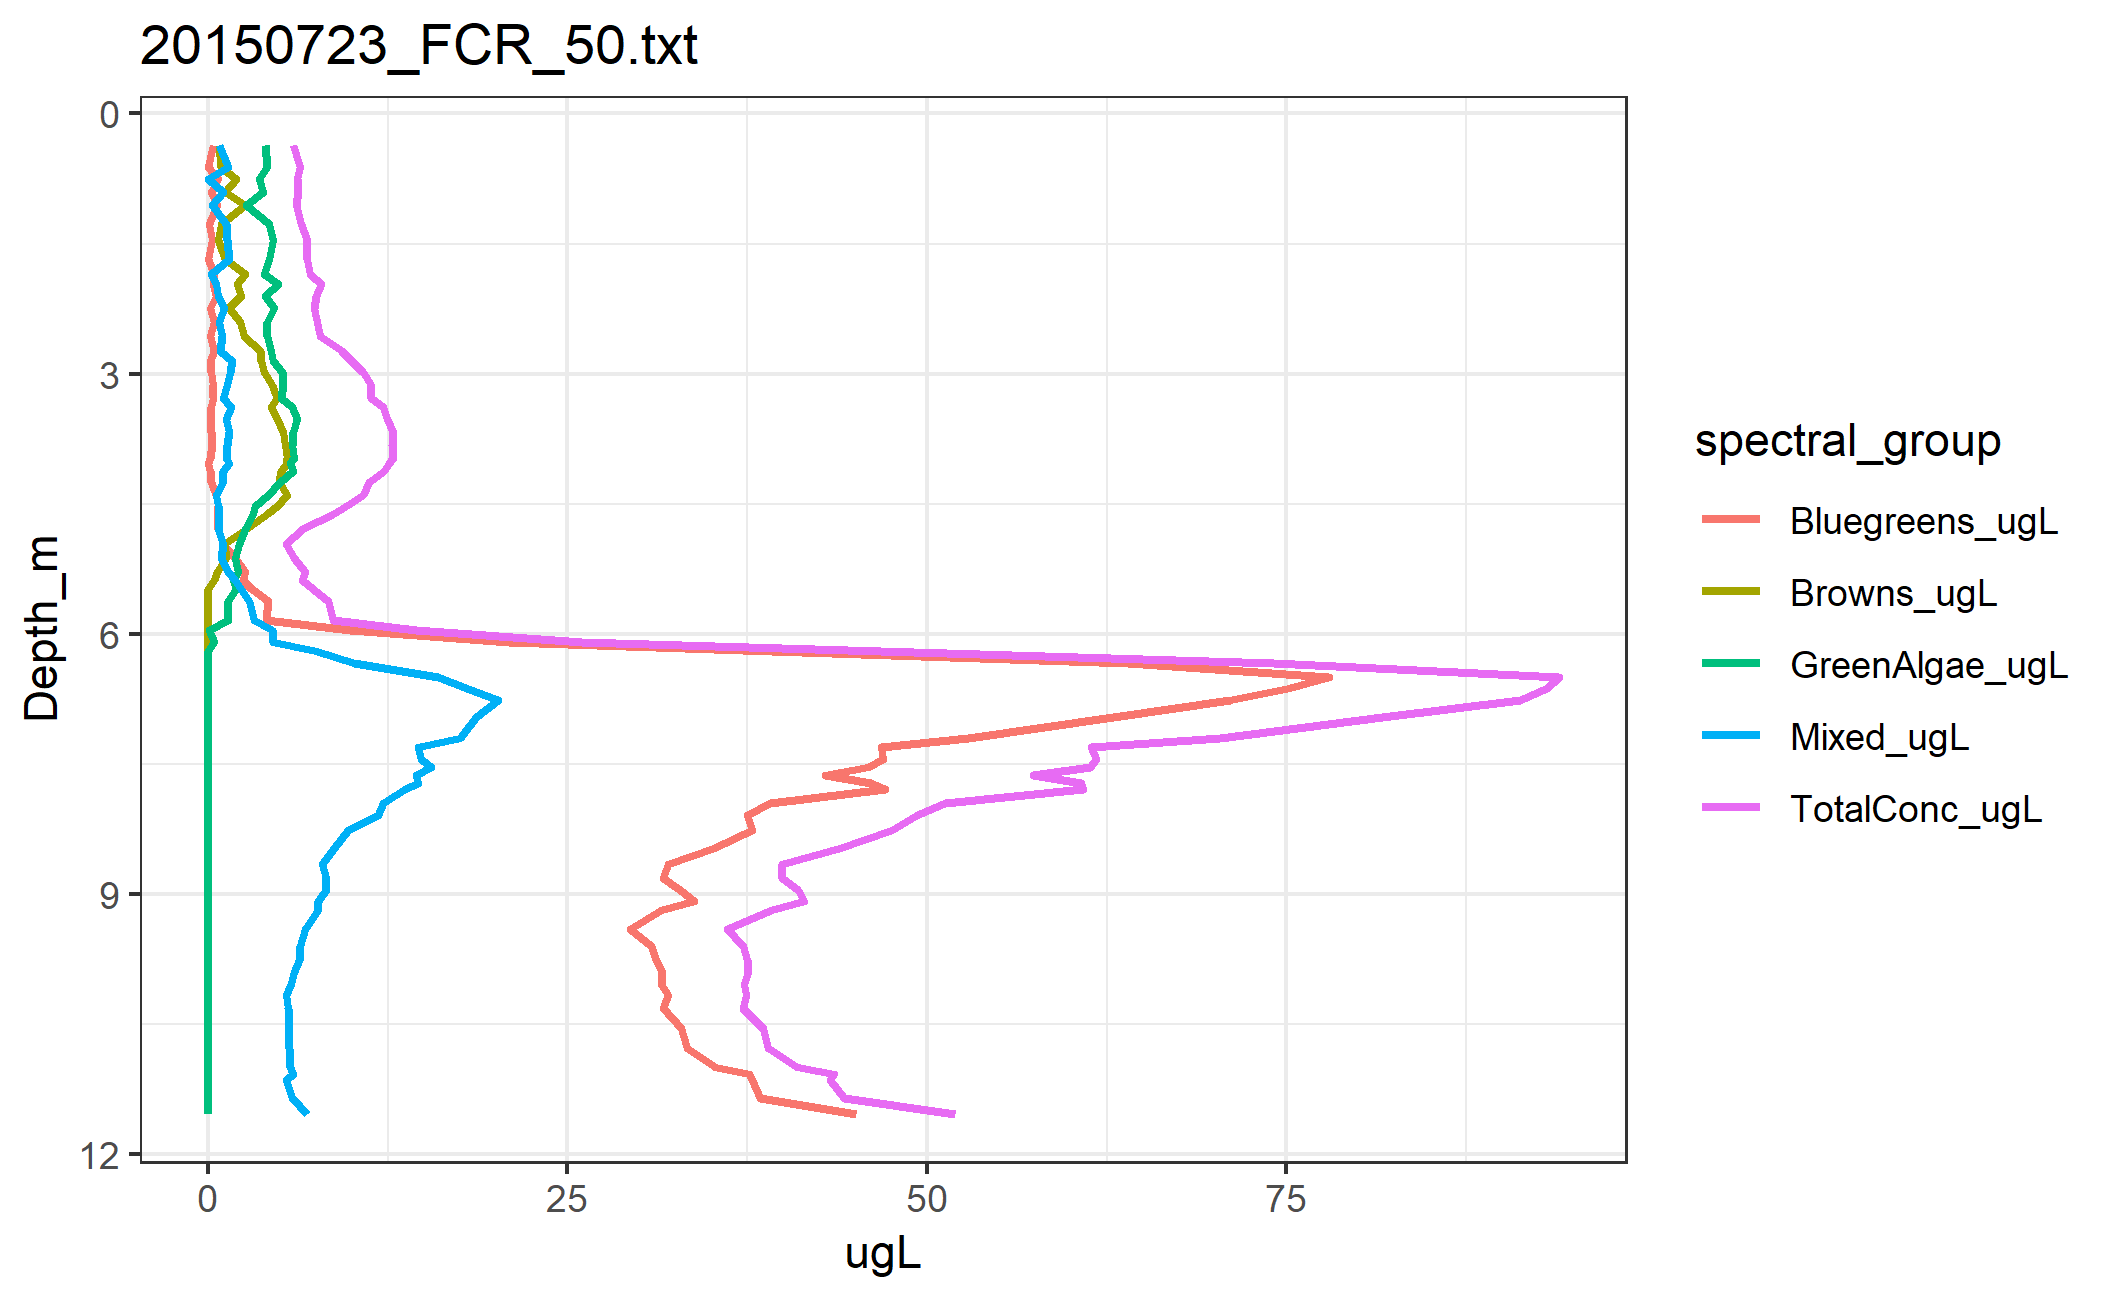 20150723_FCR_50.txt
0
3
6
9
12
Depth_m
0 25 50 75
ugL
spectral_group
Bluegreens_ugL
Browns_ugL
GreenAlgae_ugL
Mixed_ugL
TotalConc_ugL